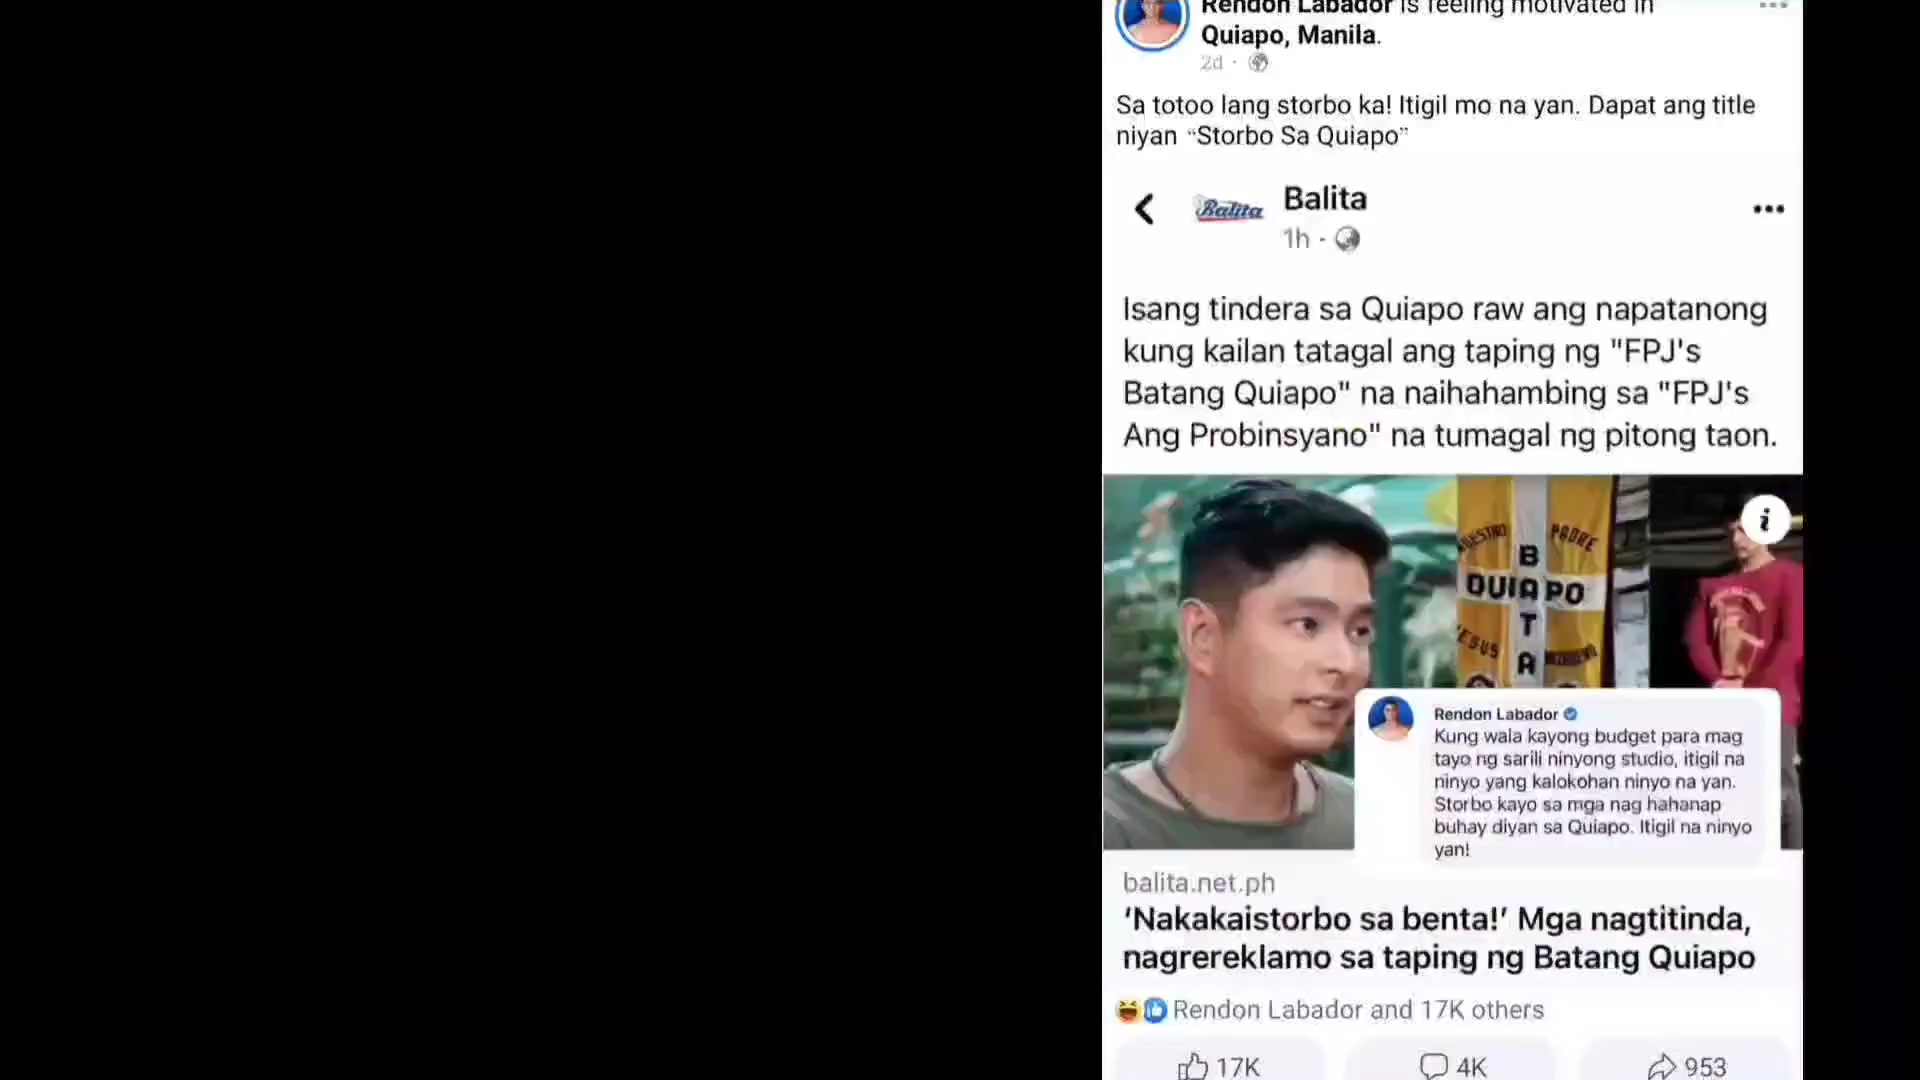 Rendon Labador is feeling motivated in
Quiapo, Manila.
2d ·
Sa totoo lang storbo ka! Itigil mo na yan. Dapat ang title
niyan “Storbo Sa Quiapo”
Balita
Balita
1h ·
Isang tindera sa Quiapo raw ang napatanong
kung kailan tatagal ang taping ng "FPJ's
Batang Quiapo" na naihahambing sa "FPJ's
Ang Probinsyano" na tumagal ng pitong taon.
NUESTRO PADRE
BATA
QUIAPO
JESUS
Rendon Labador
Kung wala kayong budget para mag
tayo ng sarili ninyong studio, itigil na
ninyo yang kalokohan ninyo na yan.
Storbo kayo sa mga nag hahanap
buhay diyan sa Quiapo. Itigil na ninyo
yan!
balita.net.ph
‘Nakakaistorbo sa benta!’ Mga nagtitinda,
nagrereklamo sa taping ng Batang Quiapo
Rendon Labador and 17K others
17K 4K 953